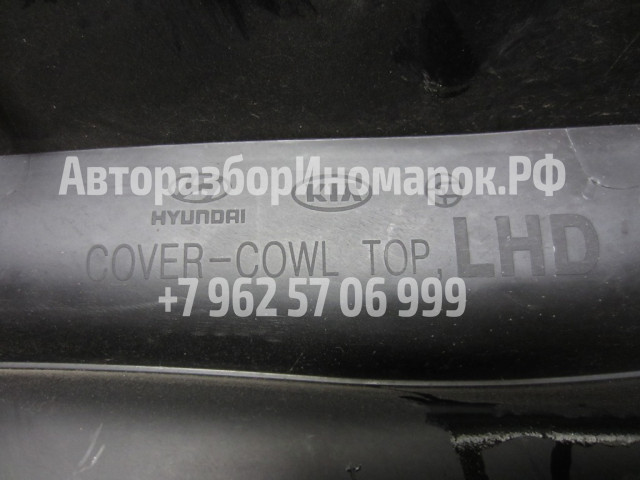 АвторазборИномарок.РФ
HYUNDAI KIA
COVER-COWL TOP, LHD
+7 962 57 06 999